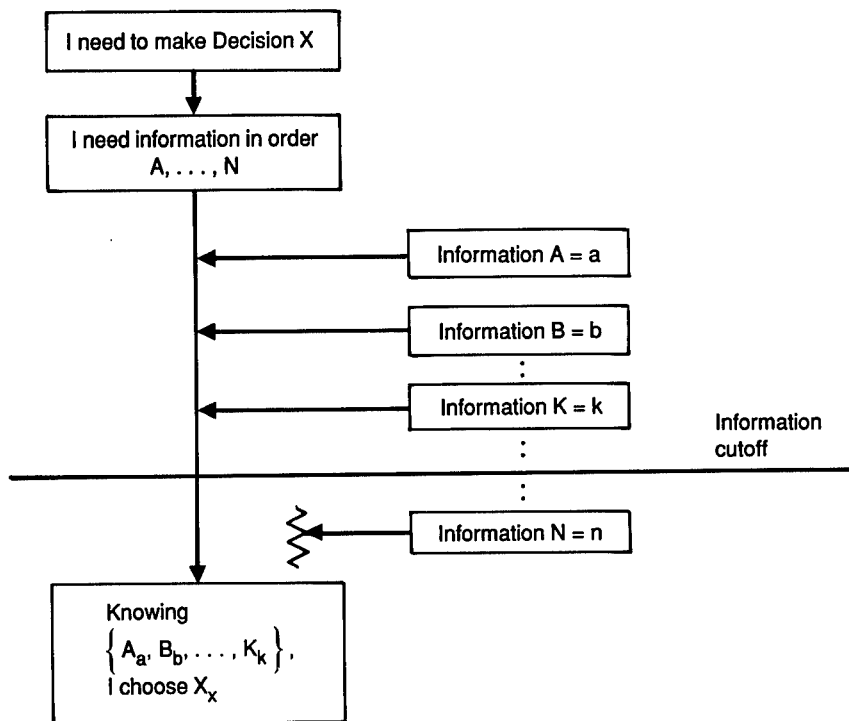 I need to make Decision X
I need information in order
A, . . . , N
Information A = a
Information B = b
Information K = k
Information
cutoff
Information N = n
Knowing
{A_a, B_b, . . . , K_k},
I choose X_x